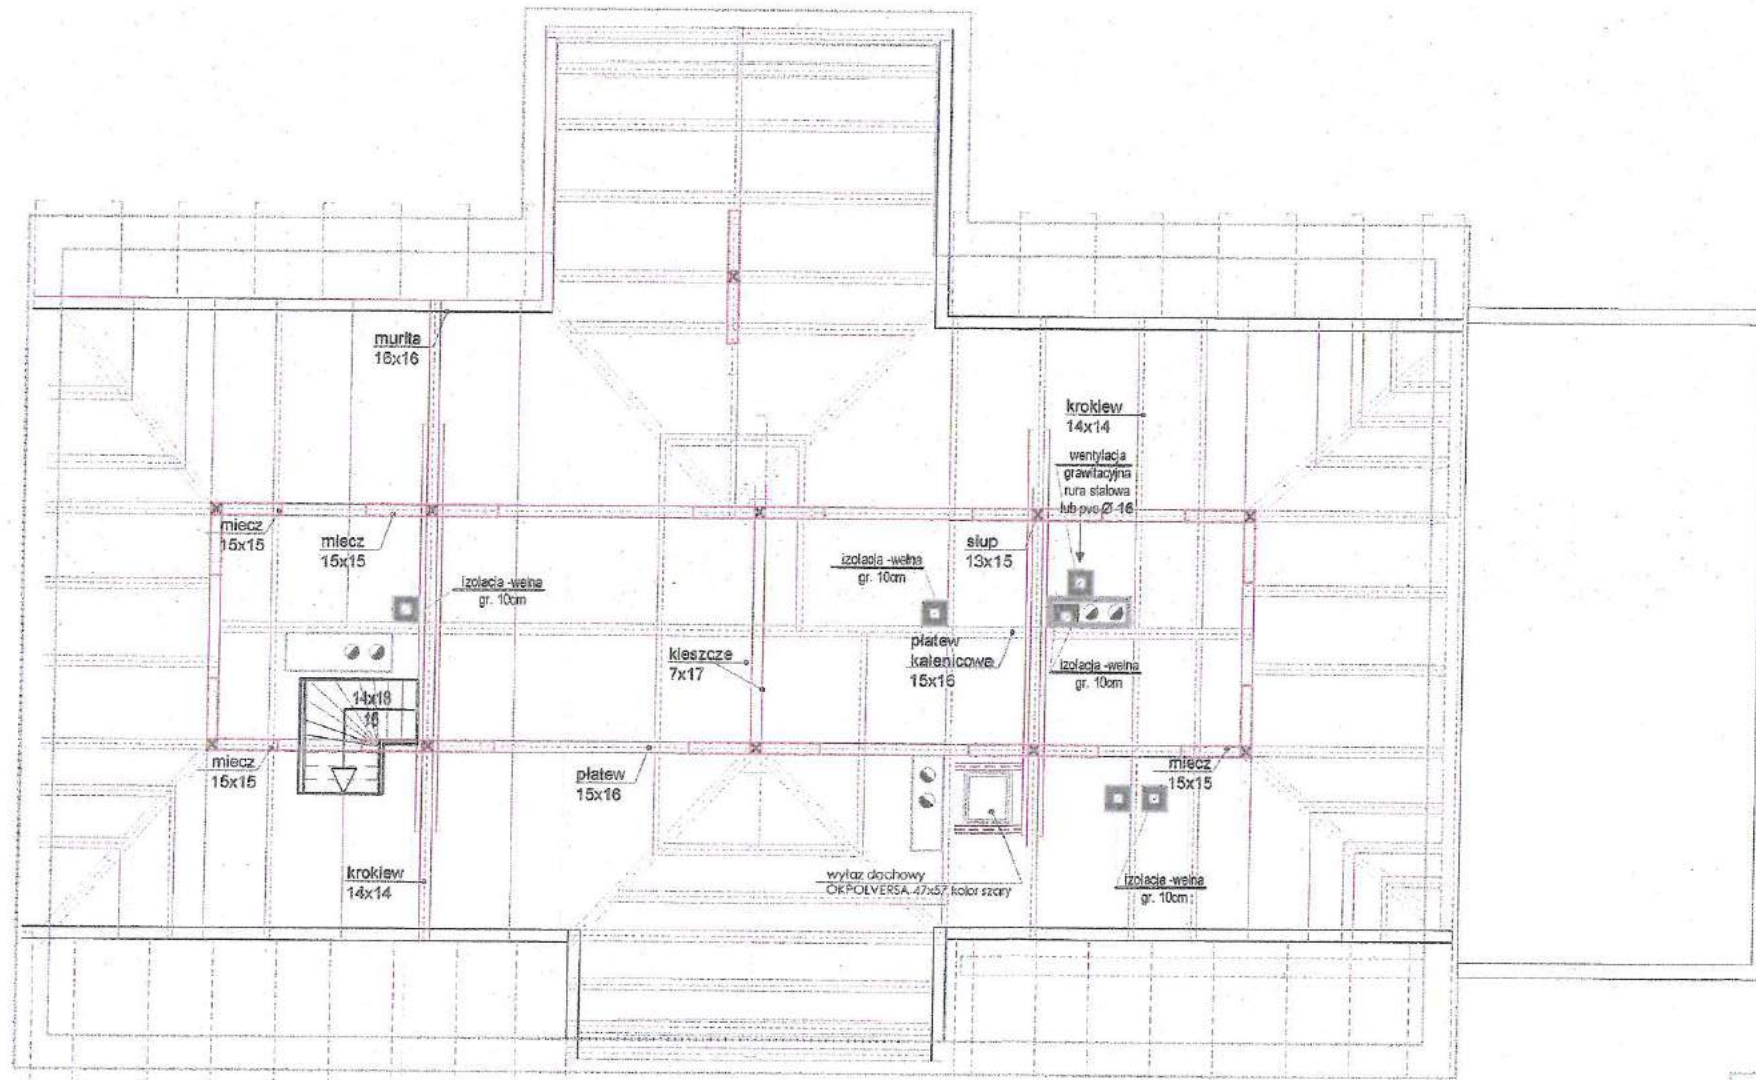 murłta
16x16
krokiew
14x14
wentylacja
grawitacyjna
rura stalowa
lub pvc Ø 16
miecz
15x15
miecz
15x15
izolacja -wełna
gr. 10cm
izolacja -wełna
gr. 10cm
słup
13x15
kleszcze
7x17
płatew
kalenicowa
15x16
izolacja -wełna
gr. 10cm
14x18
16
miecz
15x15
płatew
15x16
miecz
15x15
krokiew
14x14
wyłaz dachowy
OKPOLVERSA 47x57 kolor szary
izolacja -wełna
gr. 10cm